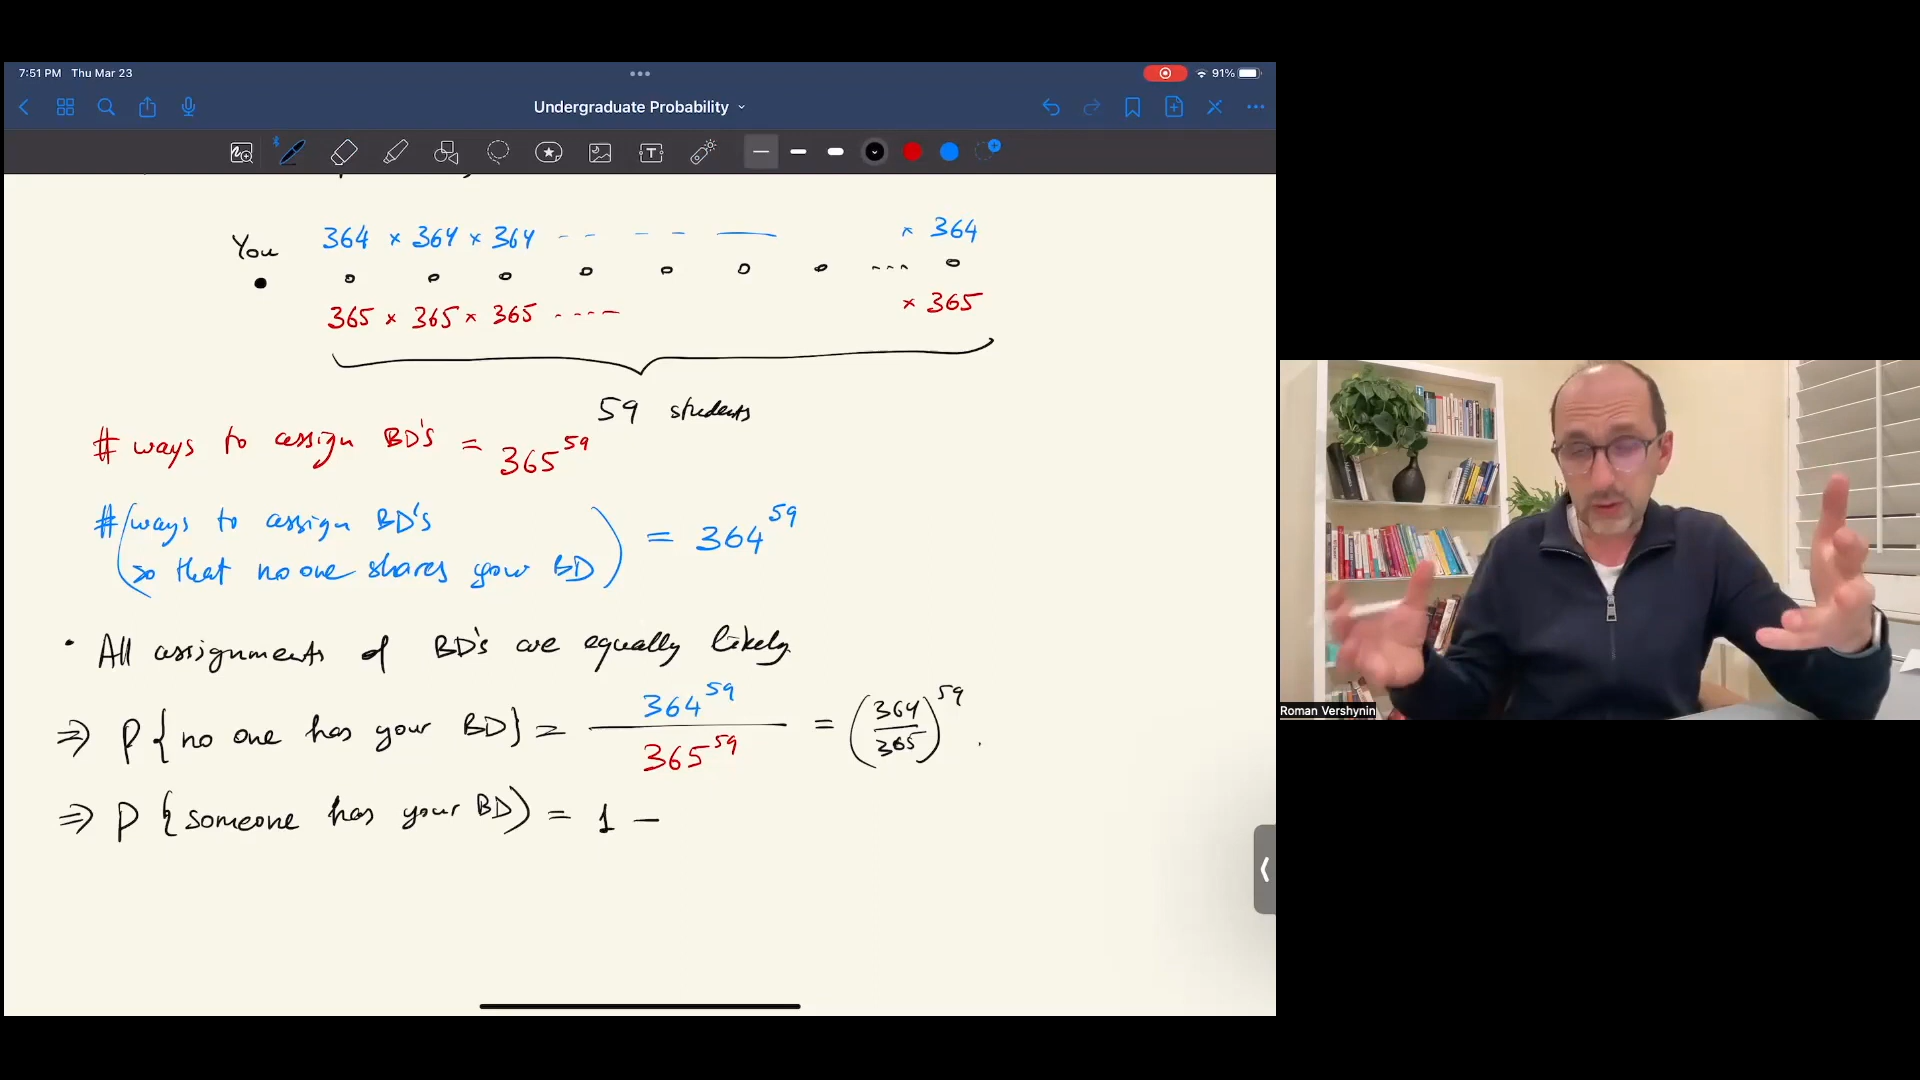 7:51 PM Thu Mar 23
91%
Undergraduate Probability
You 364 × 364 × 364 -- - - — × 364
365 × 365 × 365 ---- × 365
59 students
# ways to assign BD's = 365^59
# (ways to assign BD's
so that no one shares your BD) = 364^59
• All assignments of BD's are equally likely.
⇒ P{no one has your BD} = 364^59 / 365^59 = (364/365)^59.
⇒ P{someone has your BD) = 1 –
Roman Vershynin